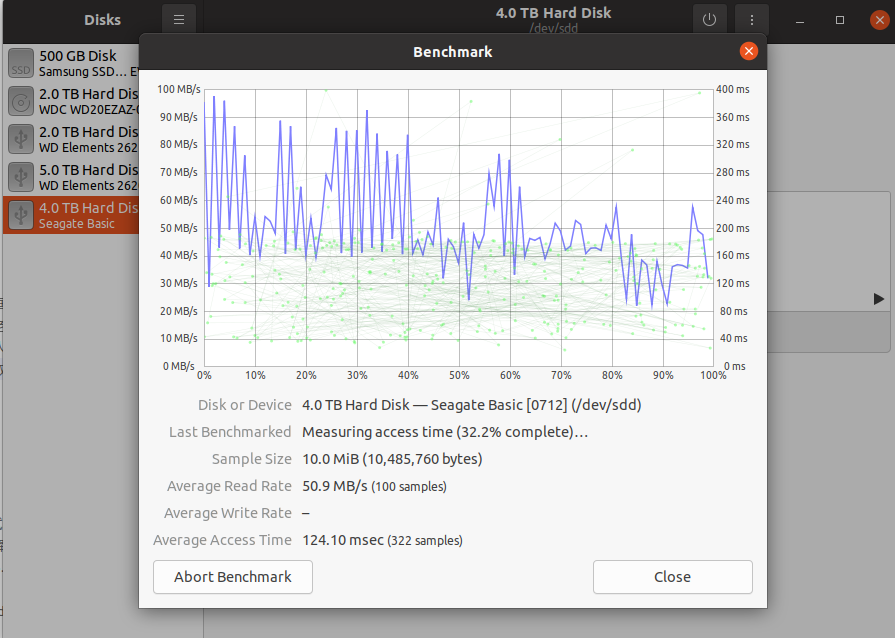 Disks
4.0 TB Hard Disk
/dev/sdd
500 GB Disk
Samsung SSD…
SSD
2.0 TB Hard Dis
WDC WD20EZAZ-
2.0 TB Hard Dis
WD Elements 262
5.0 TB Hard Dis
WD Elements 262
4.0 TB Hard Dis
Seagate Basic
Benchmark
100 MB/s
90 MB/s
80 MB/s
70 MB/s
60 MB/s
50 MB/s
40 MB/s
30 MB/s
20 MB/s
10 MB/s
0 MB/s
400 ms
360 ms
320 ms
280 ms
240 ms
200 ms
160 ms
120 ms
80 ms
40 ms
0 ms
0% 10% 20% 30% 40% 50% 60% 70% 80% 90% 100%
Disk or Device 4.0 TB Hard Disk — Seagate Basic [0712] (/dev/sdd)
Last Benchmarked Measuring access time (32.2% complete)…
Sample Size 10.0 MiB (10,485,760 bytes)
Average Read Rate 50.9 MB/s (100 samples)
Average Write Rate –
Average Access Time 124.10 msec (322 samples)
Abort Benchmark
Close